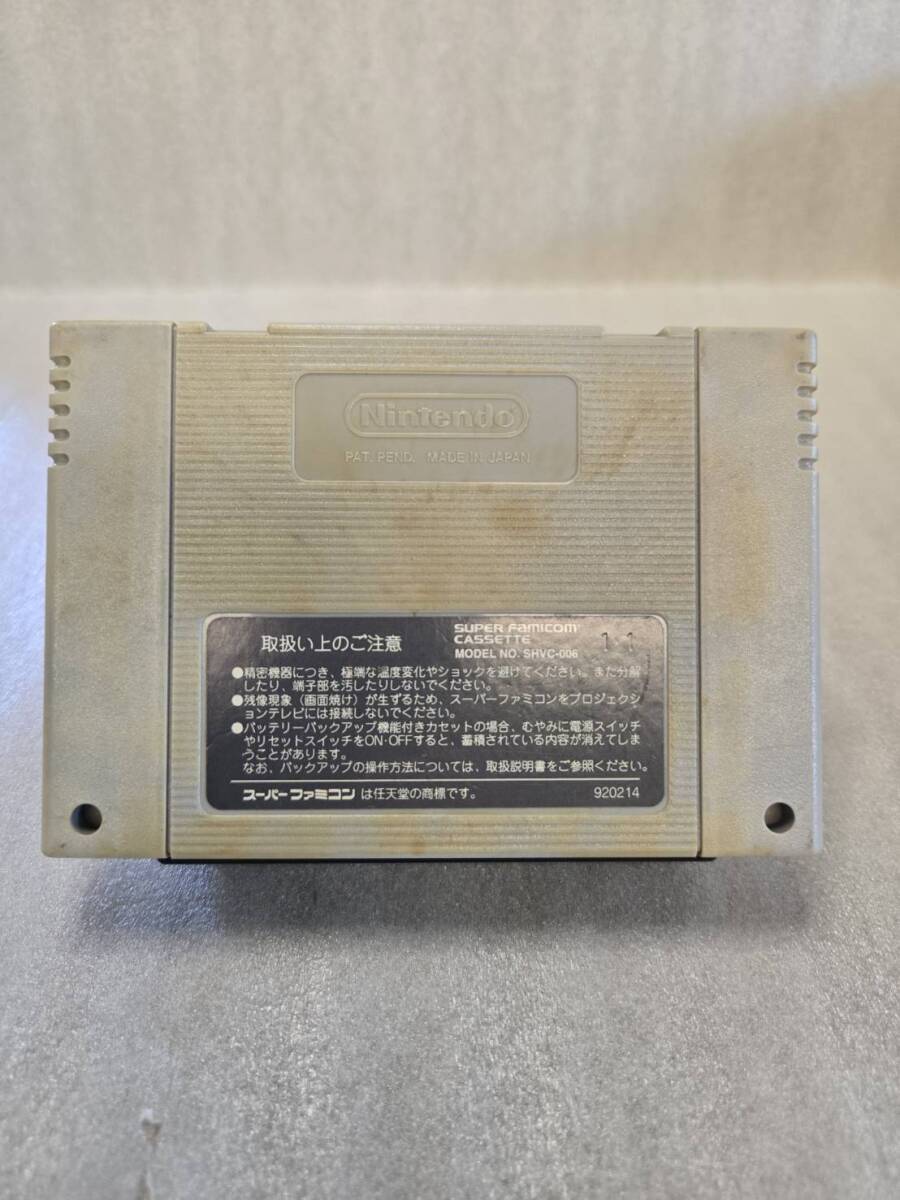 Nintendo
PAT. PEND. MADE IN JAPAN
取扱い上のご注意
SUPER FAMICOM
CASSETTE
MODEL NO. SHVC-006
11
●精密機器につき、極端な温度変化やショックを避けてください。また分解
したり、端子部を汚したりしないでください。
●残像現象（画面焼け）が生ずるため、スーパーファミコンをプロジェクシ
ョンテレビには接続しないでください。
●バッテリーバックアップ機能付きカセットの場合、むやみに電源スイッチ
やリセットスイッチをON・OFFすると、蓄積されている内容が消えてしま
うことがあります。
なお、バックアップの操作方法については、取扱説明書をご参照ください。
スーパーファミコン は任天堂の商標です。
920214